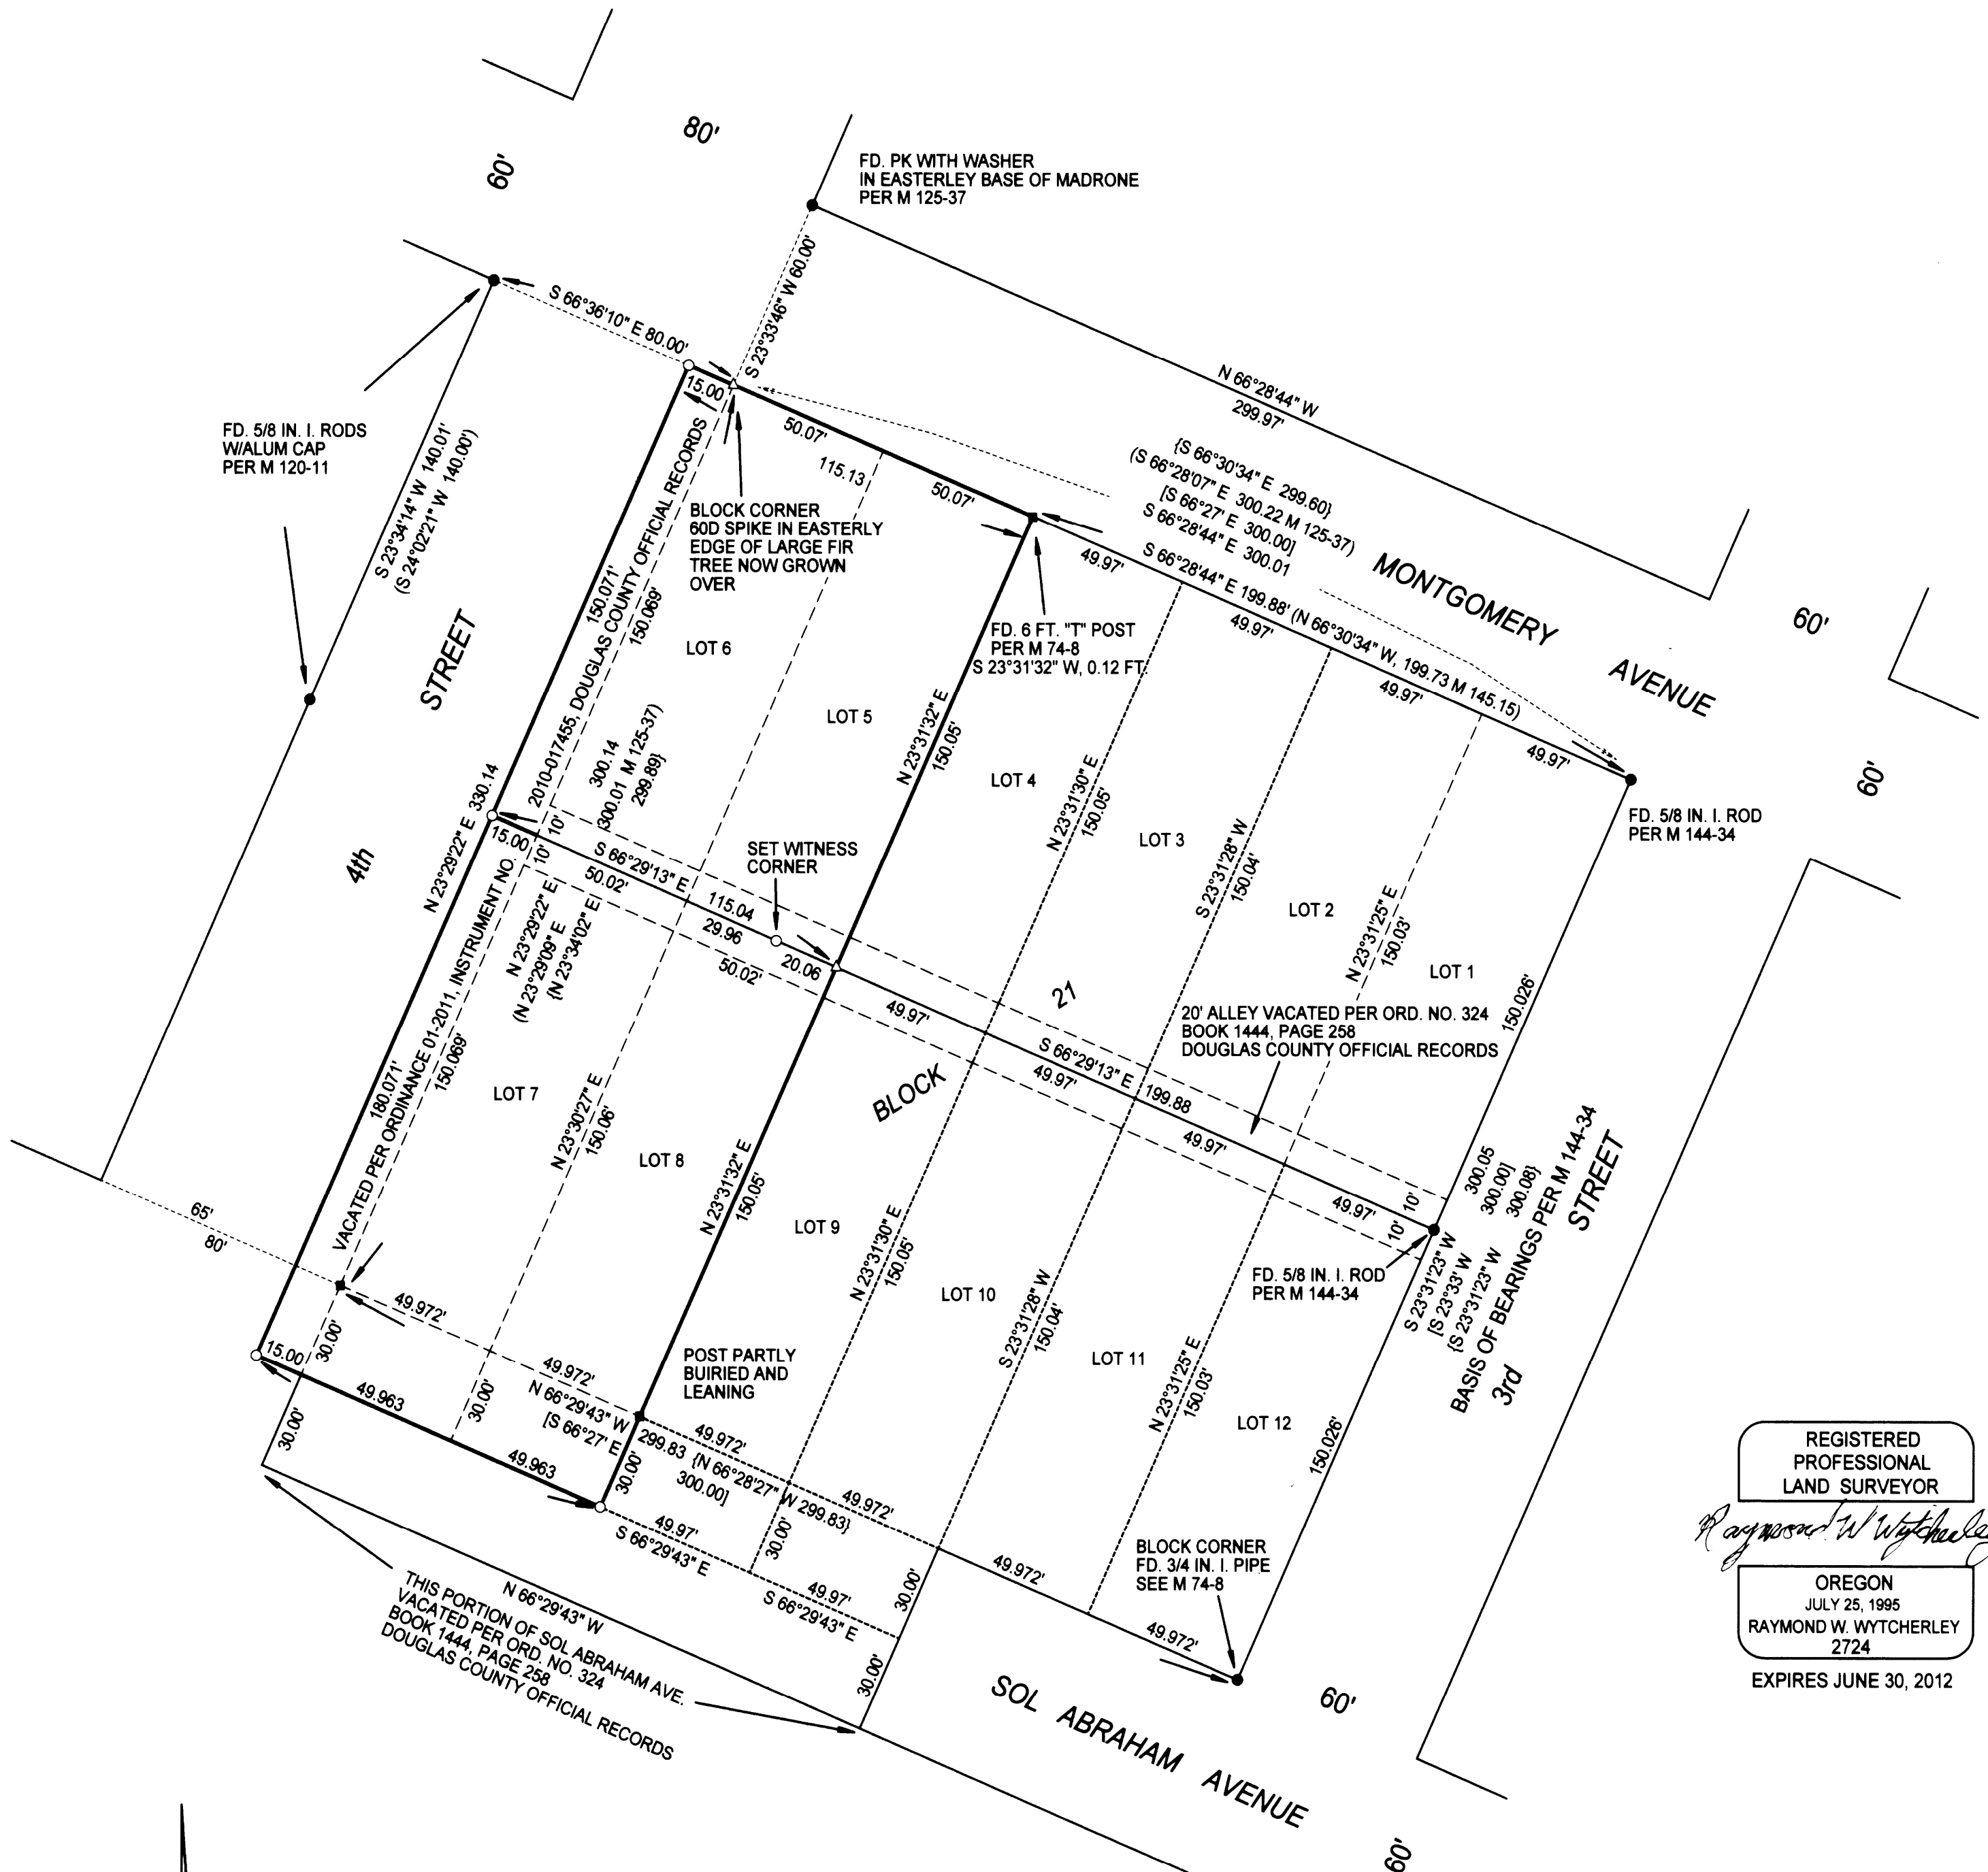 80'
60'
FD. PK WITH WASHER
IN EASTERLEY BASE OF MADRONE
PER M 125-37
S 23°33'46" W 60.00'
S 66°36'10" E 80.00'
N 66°28'44" W
299.97'
FD. 5/8 IN. I. RODS
W/ALUM CAP
PER M 120-11
S 23°34'14" W 140.01'
(S 24°02'21" W 140.00')
15.00
50.07'
115.13
50.07'
{S 66°30'34" E 299.60}
(S 66°28'07" E 300.22 M 125-37)
[S 66°27' E 300.00]
S 66°28'44" E 300.01
BLOCK CORNER
60D SPIKE IN EASTERLY
EDGE OF LARGE FIR
TREE NOW GROWN
OVER
MONTGOMERY AVENUE
60'
60'
49.97'
S 66°28'44" E 199.88' (N 66°30'34" W, 199.73 M 145.15)
49.97'
49.97'
49.97'
FD. 6 FT. "T" POST
PER M 74-8
S 23°31'32" W, 0.12 FT.
FD. 5/8 IN. I. ROD
PER M 144-34
4th STREET
N 23°29'22" E 330.14
150.071'
150.069'
VACATED PER ORDINANCE 01-2011, INSTRUMENT NO. 2010-017455, DOUGLAS COUNTY OFFICIAL RECORDS
LOT 6
LOT 5
LOT 4
LOT 3
LOT 2
LOT 1
N 23°31'32" E
150.05'
N 23°31'30" E
150.05'
S 23°31'28" W
150.04'
N 23°31'25" E
150.03'
150.026'
300.14
(300.01 M 125-37)
299.89}
N 23°29'22" E
(N 23°29'09" E
{N 23°34'02" E
15.00
10'
10'
S 66°29'13" E
115.04
50.02'
29.96
20.06
50.02'
SET WITNESS
CORNER
49.97'
S 66°29'13" E 199.88
49.97'
49.97'
49.97'
BLOCK 21
20' ALLEY VACATED PER ORD. NO. 324
BOOK 1444, PAGE 258
DOUGLAS COUNTY OFFICIAL RECORDS
10'
10'
300.05
300.00]
300.08}
S 23°31'23" W
[S 23°33' W
{S 23°31'23" W
BASIS OF BEARINGS PER M 144-34
3rd STREET
FD. 5/8 IN. I. ROD
PER M 144-34
180.071'
150.069'
LOT 7
N 23°30'27" E
150.06'
LOT 8
N 23°31'32" E
150.05'
LOT 9
N 23°31'30" E
150.05'
LOT 10
S 23°31'28" W
150.04'
LOT 11
N 23°31'25" E
150.03'
LOT 12
150.026'
65'
80'
15.00
30.00'
49.972'
49.972'
N 66°29'43" W 299.83 {N 66°28'27" W 299.83}
[S 66°27' E 300.00]
POST PARTLY
BUIRIED AND
LEANING
49.972'
49.972'
49.972'
49.972'
30.00'
49.963
30.00'
49.963
30.00'
49.97'
S 66°29'43" E
30.00'
49.97'
S 66°29'43" E
30.00'
30.00'
BLOCK CORNER
FD. 3/4 IN. I. PIPE
SEE M 74-8
N 66°29'43" W
THIS PORTION OF SOL ABRAHAM AVE.
VACATED PER ORD. NO. 324
BOOK 1444, PAGE 258
DOUGLAS COUNTY OFFICIAL RECORDS
SOL ABRAHAM AVENUE
60'
60'
REGISTERED
PROFESSIONAL
LAND SURVEYOR
Raymond W Wytcherley
OREGON
JULY 25, 1995
RAYMOND W. WYTCHERLEY
2724
EXPIRES JUNE 30, 2012